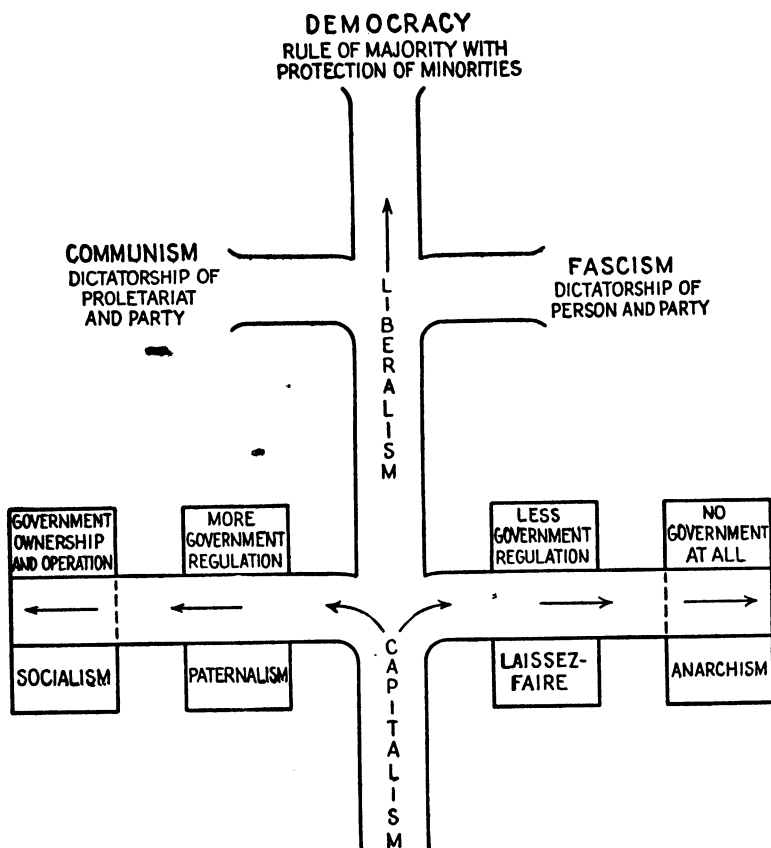 DEMOCRACY
RULE OF MAJORITY WITH
PROTECTION OF MINORITIES
COMMUNISM
DICTATORSHIP OF
PROLETARIAT
AND PARTY
FASCISM
DICTATORSHIP OF
PERSON AND PARTY
LIBERALISM
GOVERNMENT
OWNERSHIP
AND OPERATION
MORE
GOVERNMENT
REGULATION
LESS
GOVERNMENT
REGULATION
NO
GOVERNMENT
AT ALL
SOCIALISM
PATERNALISM
CAPITALISM
LAISSEZ-
FAIRE
ANARCHISM